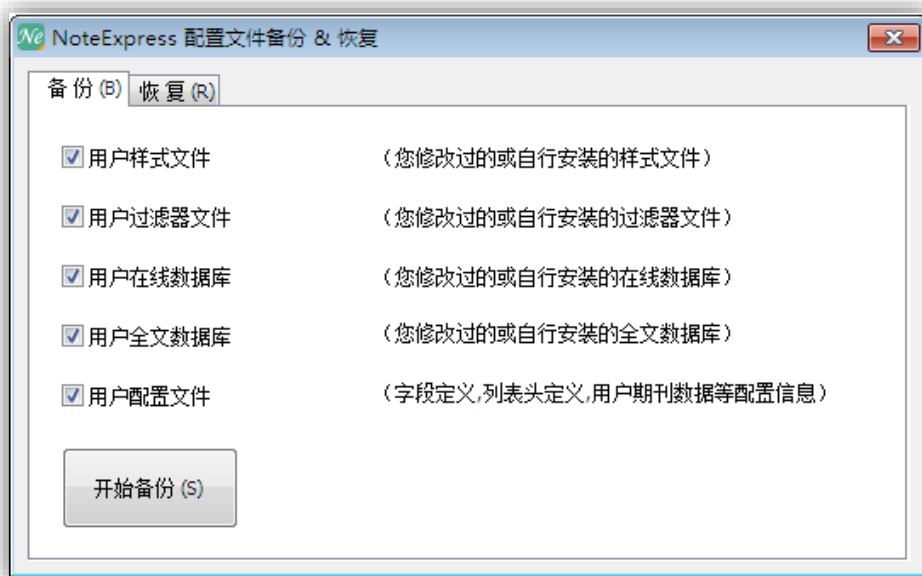 Ne NoteExpress 配置文件备份 & 恢复
备 份 (B) 恢 复 (R)
用户样式文件 （您修改过的或自行安装的样式文件）
用户过滤器文件 （您修改过的或自行安装的过滤器文件）
用户在线数据库 （您修改过的或自行安装的在线数据库）
用户全文数据库 （您修改过的或自行安装的全文数据库）
用户配置文件 （字段定义,列表头定义,用户期刊数据等配置信息）
开始备份 (S)